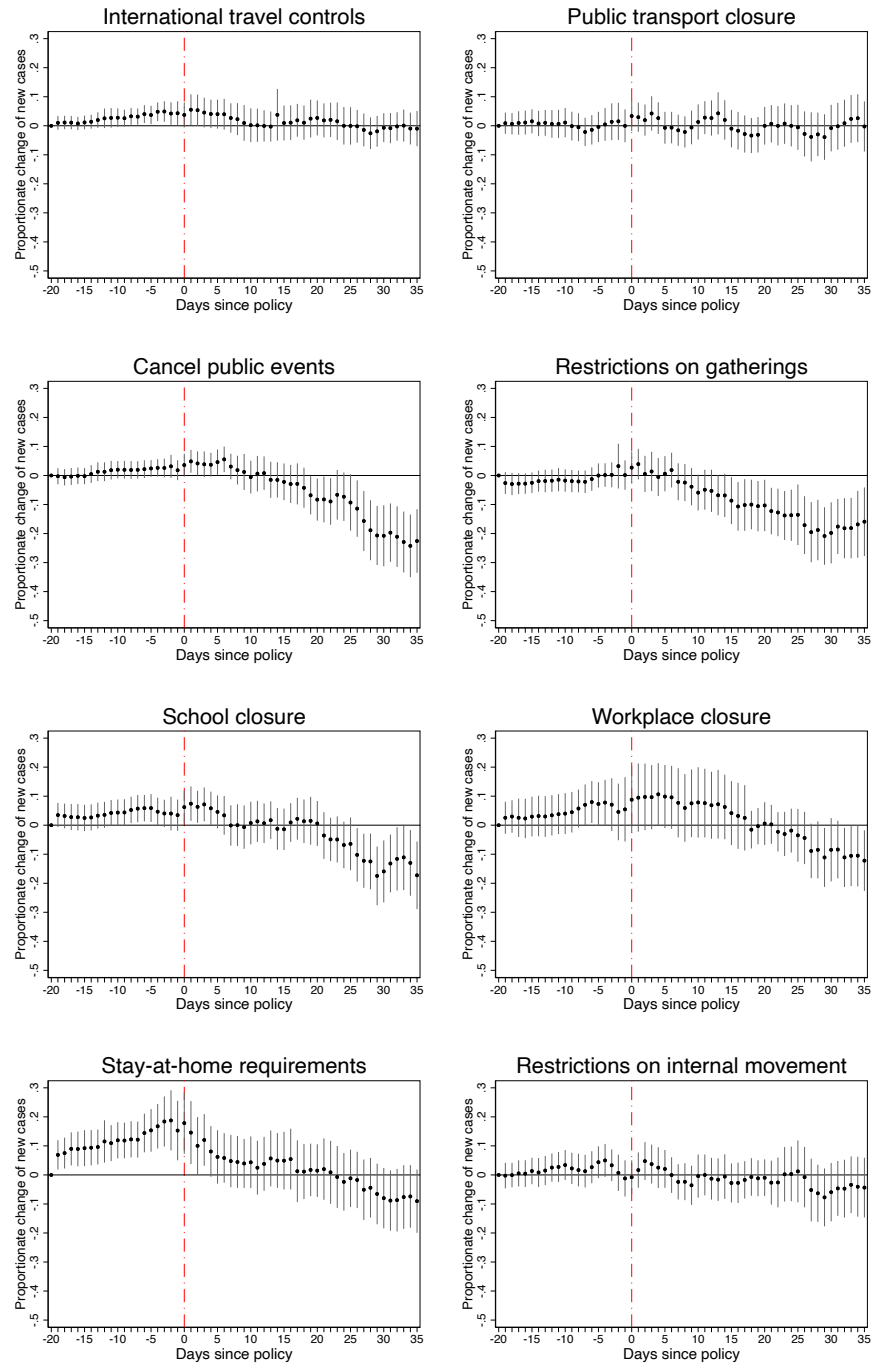 International travel controls
Proportionate change of new cases
.3
.2
.1
0
-.1
-.2
-.3
-.4
-.5
-20 -15 -10 -5 0 5 10 15 20 25 30 35
Days since policy
Public transport closure
Proportionate change of new cases
.3
.2
.1
0
-.1
-.2
-.3
-.4
-.5
-20 -15 -10 -5 0 5 10 15 20 25 30 35
Days since policy
Cancel public events
Proportionate change of new cases
.3
.2
.1
0
-.1
-.2
-.3
-.4
-.5
-20 -15 -10 -5 0 5 10 15 20 25 30 35
Days since policy
Restrictions on gatherings
Proportionate change of new cases
.3
.2
.1
0
-.1
-.2
-.3
-.4
-.5
-20 -15 -10 -5 0 5 10 15 20 25 30 35
Days since policy
School closure
Proportionate change of new cases
.3
.2
.1
0
-.1
-.2
-.3
-.4
-.5
-20 -15 -10 -5 0 5 10 15 20 25 30 35
Days since policy
Workplace closure
Proportionate change of new cases
.3
.2
.1
0
-.1
-.2
-.3
-.4
-.5
-20 -15 -10 -5 0 5 10 15 20 25 30 35
Days since policy
Stay-at-home requirements
Proportionate change of new cases
.3
.2
.1
0
-.1
-.2
-.3
-.4
-.5
-20 -15 -10 -5 0 5 10 15 20 25 30 35
Days since policy
Restrictions on internal movement
Proportionate change of new cases
.3
.2
.1
0
-.1
-.2
-.3
-.4
-.5
-20 -15 -10 -5 0 5 10 15 20 25 30 35
Days since policy